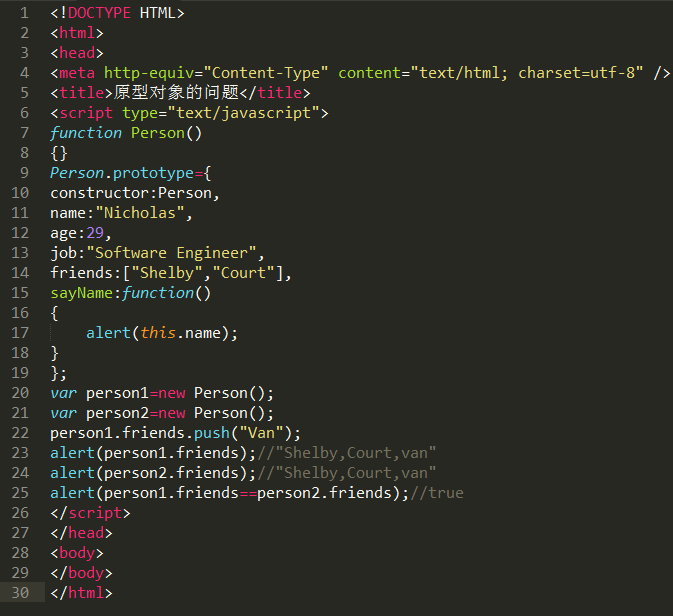 1 <!DOCTYPE HTML>
2 <html>
3 <head>
4 <meta http-equiv="Content-Type" content="text/html; charset=utf-8" />
5 <title>原型对象的问题</title>
6 <script type="text/javascript">
7 function Person()
8 {}
9 Person.prototype={
10 constructor:Person,
11 name:"Nicholas",
12 age:29,
13 job:"Software Engineer",
14 friends:["Shelby","Court"],
15 sayName:function()
16 {
17     alert(this.name);
18 }
19 };
20 var person1=new Person();
21 var person2=new Person();
22 person1.friends.push("Van");
23 alert(person1.friends);//"Shelby,Court,van"
24 alert(person2.friends);//"Shelby,Court,van"
25 alert(person1.friends==person2.friends);//true
26 </script>
27 </head>
28 <body>
29 </body>
30 </html>